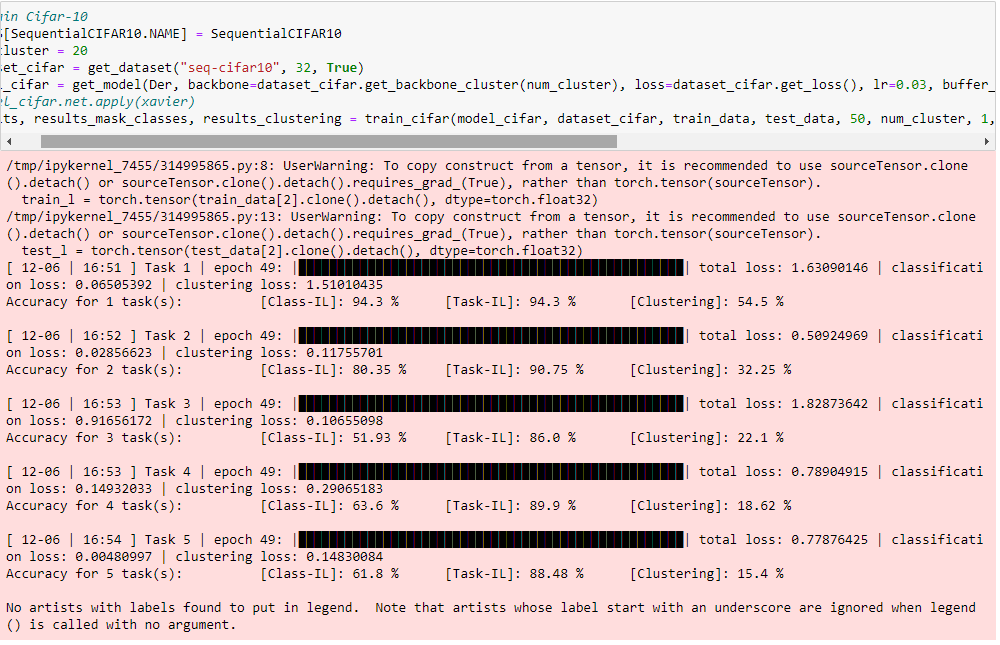 in Cifar-10
[SequentialCIFAR10.NAME] = SequentialCIFAR10
luster = 20
et_cifar = get_dataset("seq-cifar10", 32, True)
_cifar = get_model(Der, backbone=dataset_cifar.get_backbone_cluster(num_cluster), loss=dataset_cifar.get_loss(), lr=0.03, buffer_
el_cifar.net.apply(xavier)
ts, results_mask_classes, results_clustering = train_cifar(model_cifar, dataset_cifar, train_data, test_data, 50, num_cluster, 1,
/tmp/ipykernel_7455/314995865.py:8: UserWarning: To copy construct from a tensor, it is recommended to use sourceTensor.clone
().detach() or sourceTensor.clone().detach().requires_grad_(True), rather than torch.tensor(sourceTensor).
train_l = torch.tensor(train_data[2].clone().detach(), dtype=torch.float32)
/tmp/ipykernel_7455/314995865.py:13: UserWarning: To copy construct from a tensor, it is recommended to use sourceTensor.clone
().detach() or sourceTensor.clone().detach().requires_grad_(True), rather than torch.tensor(sourceTensor).
test_l = torch.tensor(test_data[2].clone().detach(), dtype=torch.float32)
[ 12-06 | 16:51 ] Task 1 | epoch 49: | | total loss: 1.63090146 | classificati
on loss: 0.06505392 | clustering loss: 1.51010435
Accuracy for 1 task(s): [Class-IL]: 94.3 % [Task-IL]: 94.3 % [Clustering]: 54.5 %
[ 12-06 | 16:52 ] Task 2 | epoch 49: | | total loss: 0.50924969 | classificati
on loss: 0.02856623 | clustering loss: 0.11755701
Accuracy for 2 task(s): [Class-IL]: 80.35 % [Task-IL]: 90.75 % [Clustering]: 32.25 %
[ 12-06 | 16:53 ] Task 3 | epoch 49: | | total loss: 1.82873642 | classificati
on loss: 0.91656172 | clustering loss: 0.10655098
Accuracy for 3 task(s): [Class-IL]: 51.93 % [Task-IL]: 86.0 % [Clustering]: 22.1 %
[ 12-06 | 16:53 ] Task 4 | epoch 49: | | total loss: 0.78904915 | classificati
on loss: 0.14932033 | clustering loss: 0.29065183
Accuracy for 4 task(s): [Class-IL]: 63.6 % [Task-IL]: 89.9 % [Clustering]: 18.62 %
[ 12-06 | 16:54 ] Task 5 | epoch 49: | | total loss: 0.77876425 | classificati
on loss: 0.00480997 | clustering loss: 0.14830084
Accuracy for 5 task(s): [Class-IL]: 61.8 % [Task-IL]: 88.48 % [Clustering]: 15.4 %
No artists with labels found to put in legend.  Note that artists whose label start with an underscore are ignored when legend
() is called with no argument.